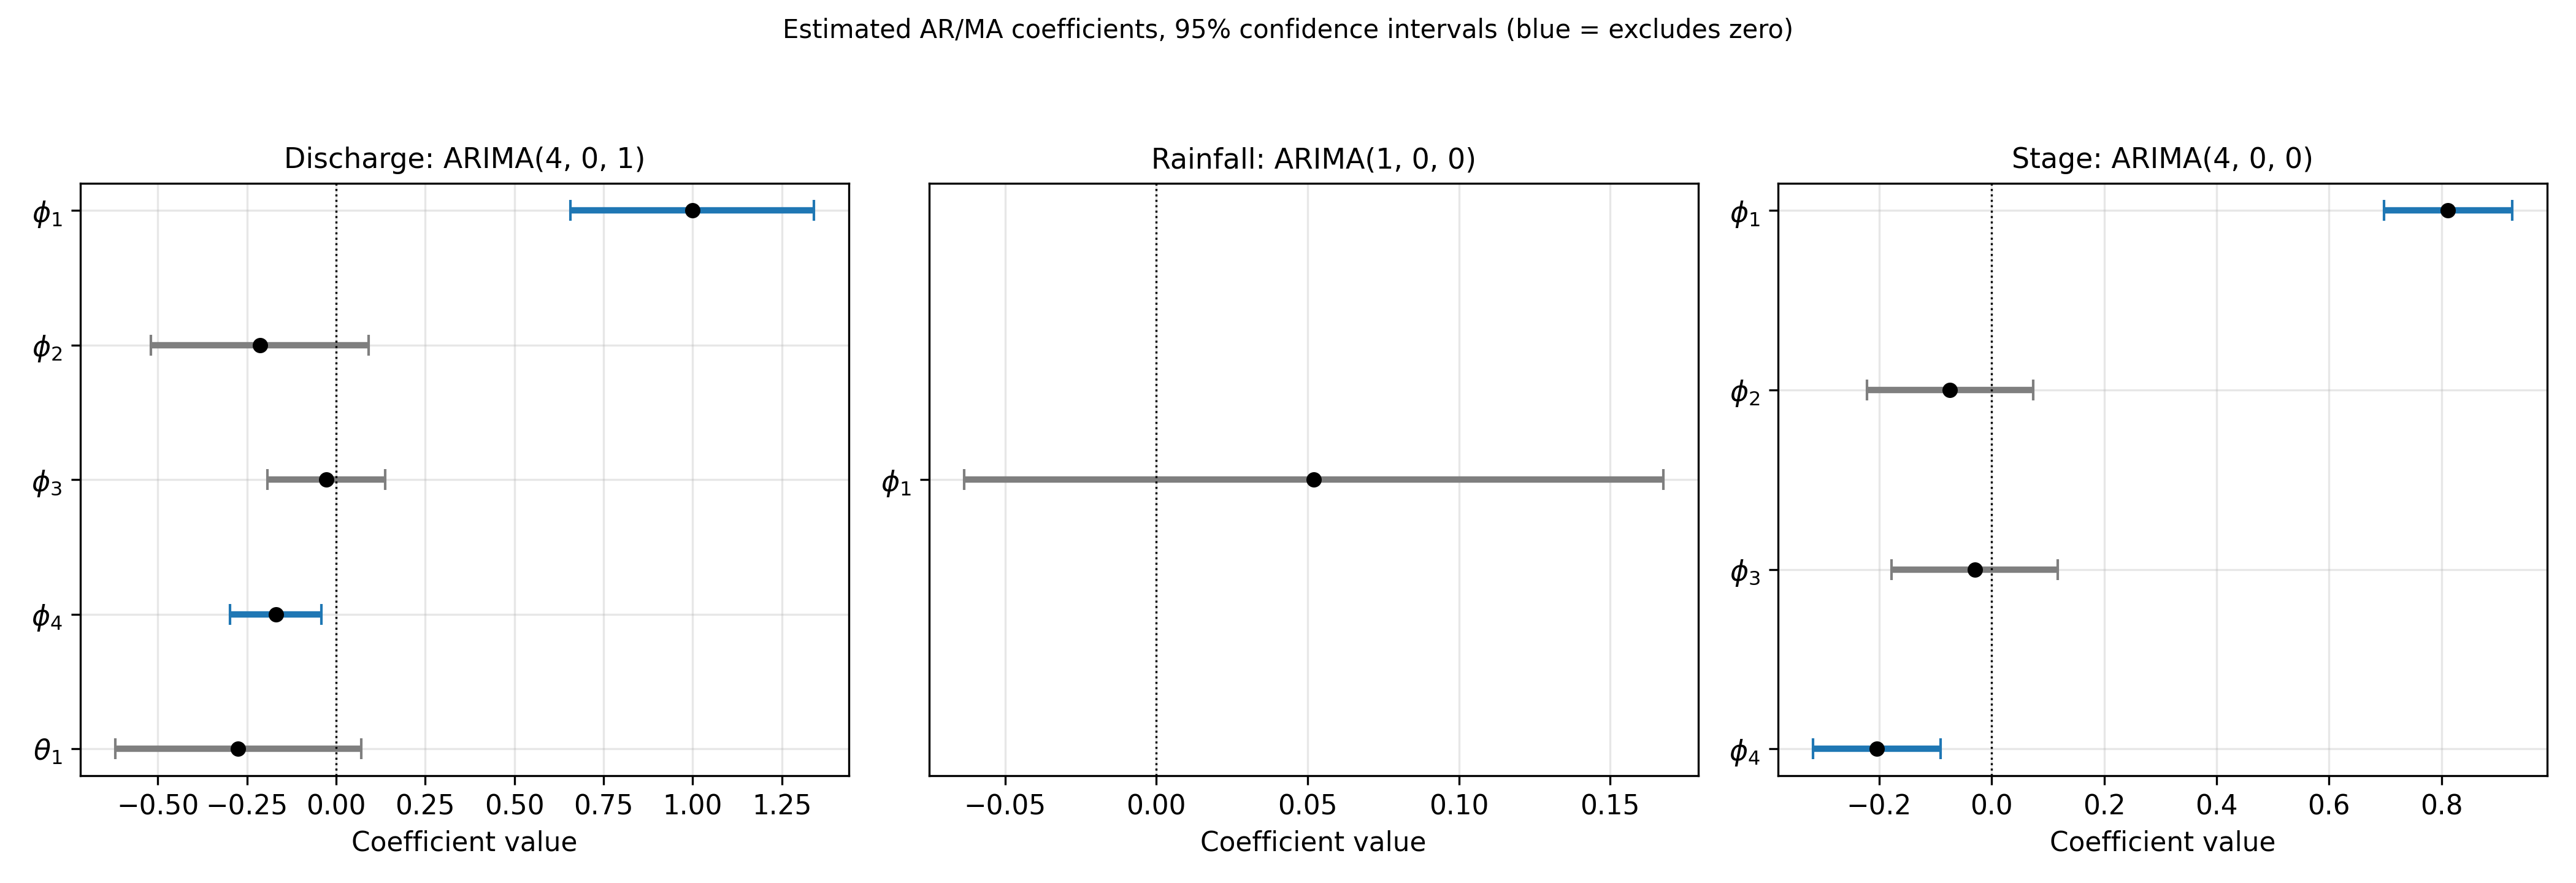 Estimated AR/MA coefficients, 95% confidence intervals (blue = excludes zero)
Discharge: ARIMA(4, 0, 1)
ϕ₁
ϕ₂
ϕ₃
ϕ₄
θ₁
−0.50 −0.25 0.00 0.25 0.50 0.75 1.00 1.25
Coefficient value
Rainfall: ARIMA(1, 0, 0)
ϕ₁
−0.05 0.00 0.05 0.10 0.15
Coefficient value
Stage: ARIMA(4, 0, 0)
ϕ₁
ϕ₂
ϕ₃
ϕ₄
−0.2 0.0 0.2 0.4 0.6 0.8
Coefficient value